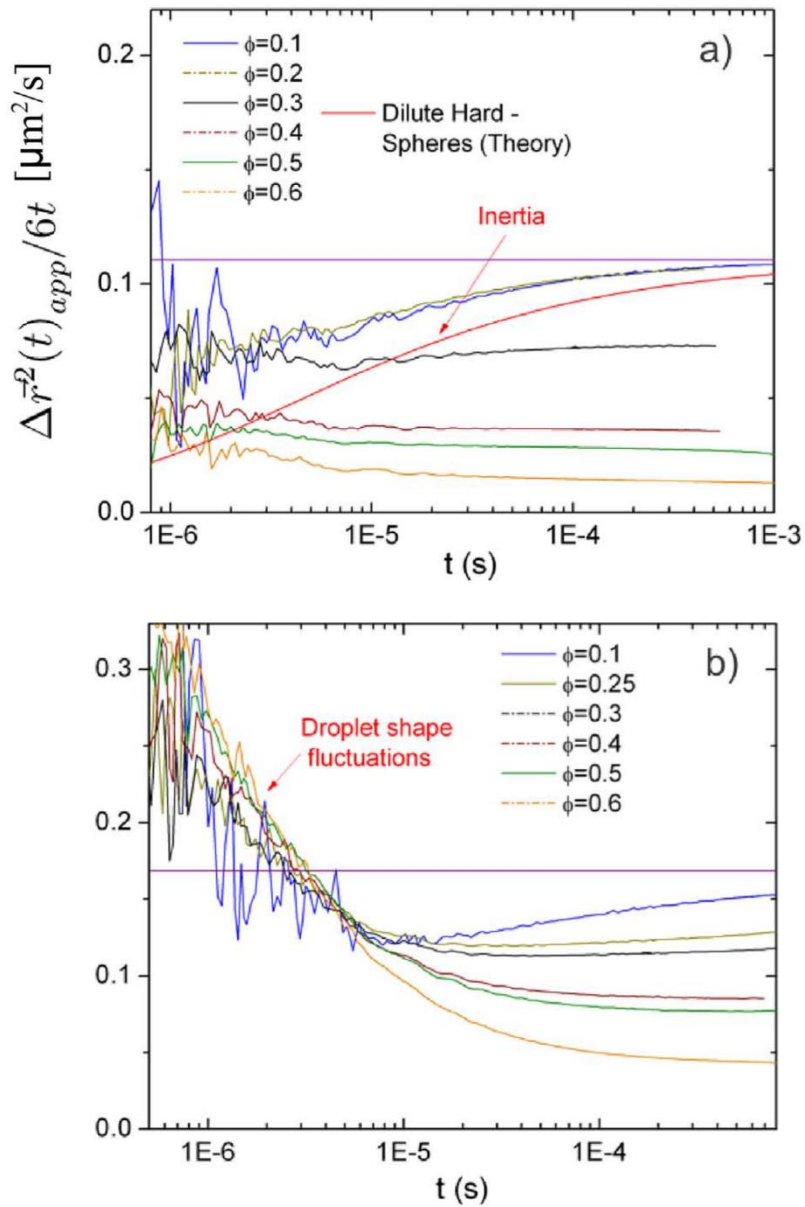 a)
0.2
ϕ=0.1
ϕ=0.2
ϕ=0.3
ϕ=0.4
ϕ=0.5
ϕ=0.6
Dilute Hard -
Spheres (Theory)
Inertia
0.1
0.0
1E-6 1E-5 1E-4 1E-3
t (s)
Δr⃗²(t)app/6t [µm²/s]
b)
0.3
ϕ=0.1
ϕ=0.25
ϕ=0.3
ϕ=0.4
ϕ=0.5
ϕ=0.6
Droplet shape
fluctuations
0.2
0.1
0.0
1E-6 1E-5 1E-4
t (s)